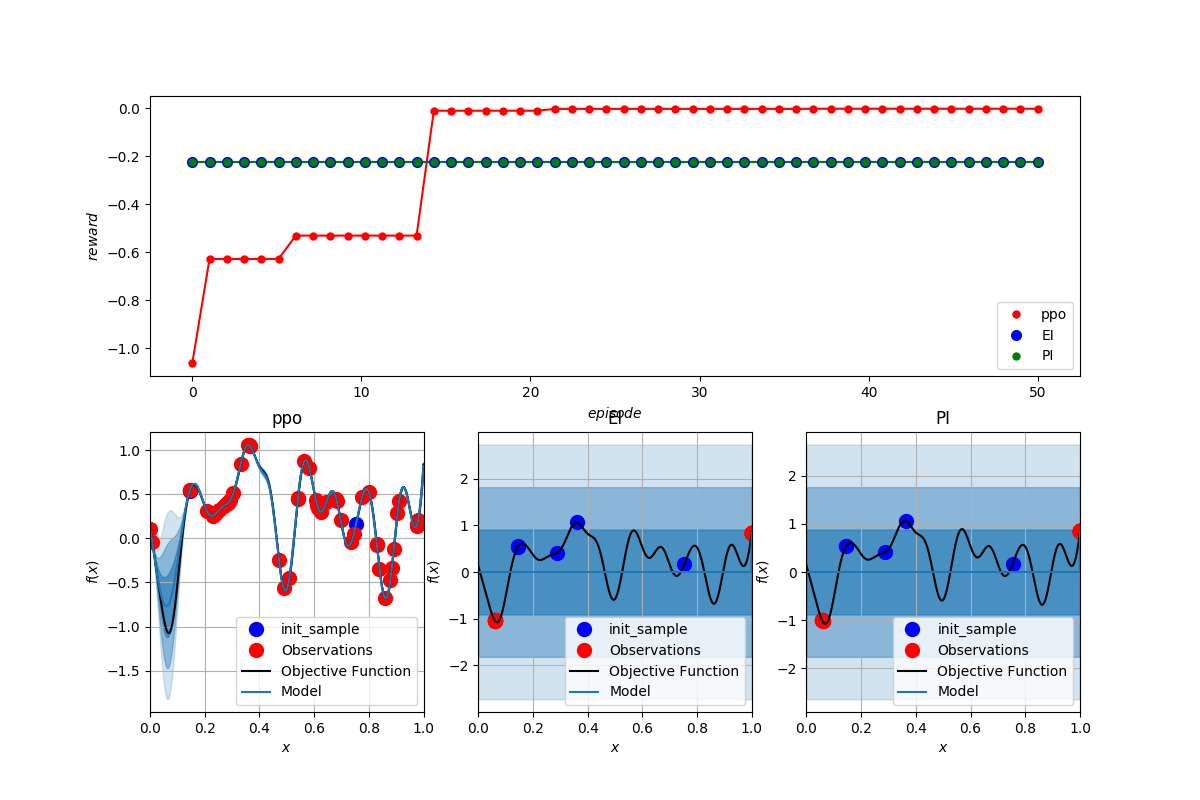 0.0
−0.2
−0.4
−0.6
−0.8
−1.0
reward
0 10 20 30 40 50
episode
ppo
EI
PI
ppo
1.0
0.5
0.0
−0.5
−1.0
−1.5
f(x)
init_sample
Observations
Objective Function
Model
0.0 0.2 0.4 0.6 0.8 1.0
x
EI
2
1
0
−1
−2
f(x)
init_sample
Observations
Objective Function
Model
0.0 0.2 0.4 0.6 0.8 1.0
x
PI
2
1
0
−1
−2
f(x)
init_sample
Observations
Objective Function
Model
0.0 0.2 0.4 0.6 0.8 1.0
x